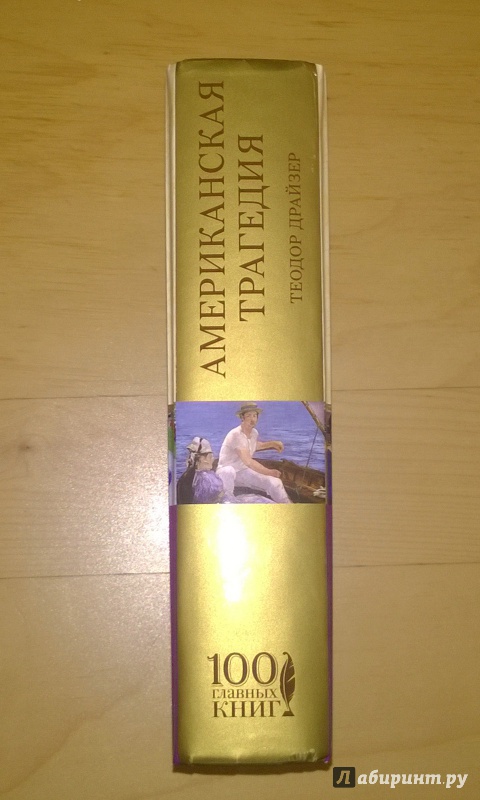 АМЕРИКАНСКАЯ
ТРАГЕДИЯ
ТЕОДОР ДРАЙЗЕР
100
ГЛАВНЫХ
КНИГ
Лабиринт.ру